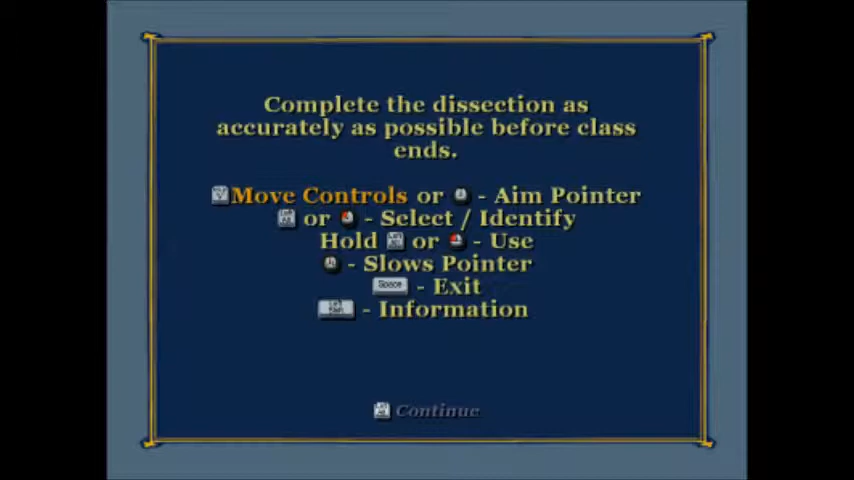 Complete the dissection as
accurately as possible before class
ends.
Move Controls or - Aim Pointer
or - Select / Identify
Hold or - Use
- Slows Pointer
Space - Exit
- Information
Continue